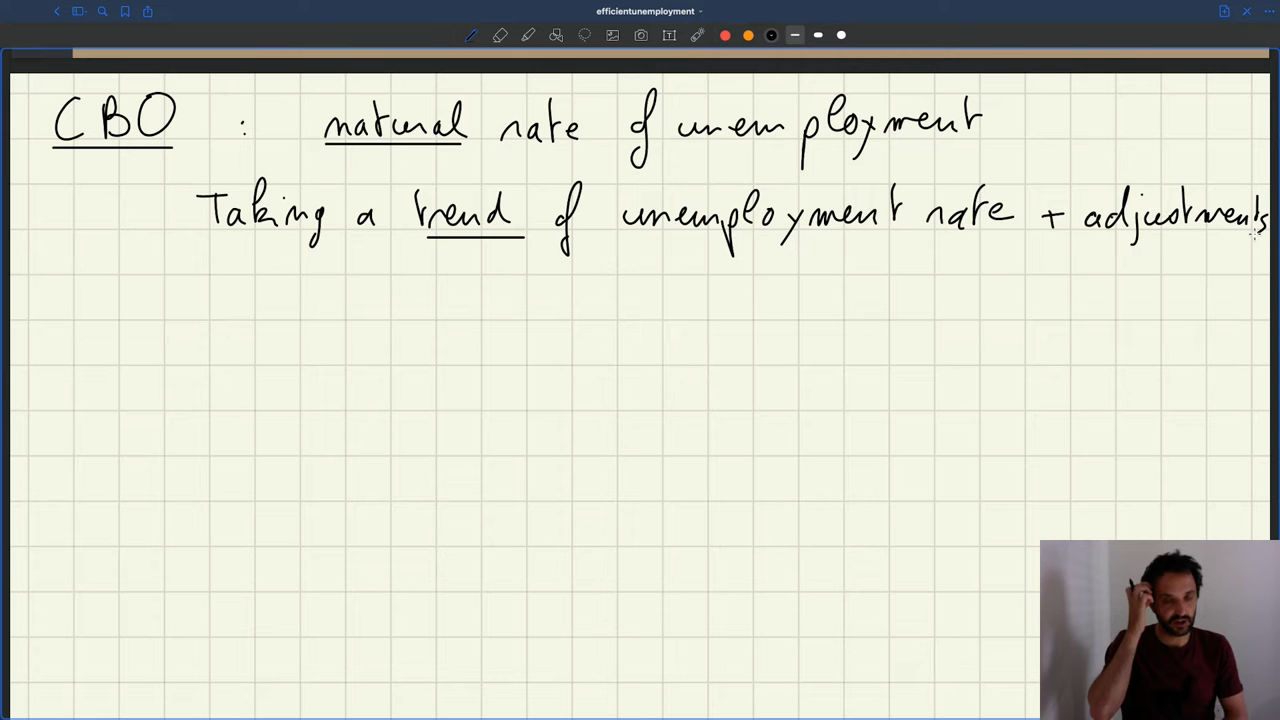 efficientunemployment
CBO : natural rate of unemployment
Taking a trend of unemployment rate + adjustments